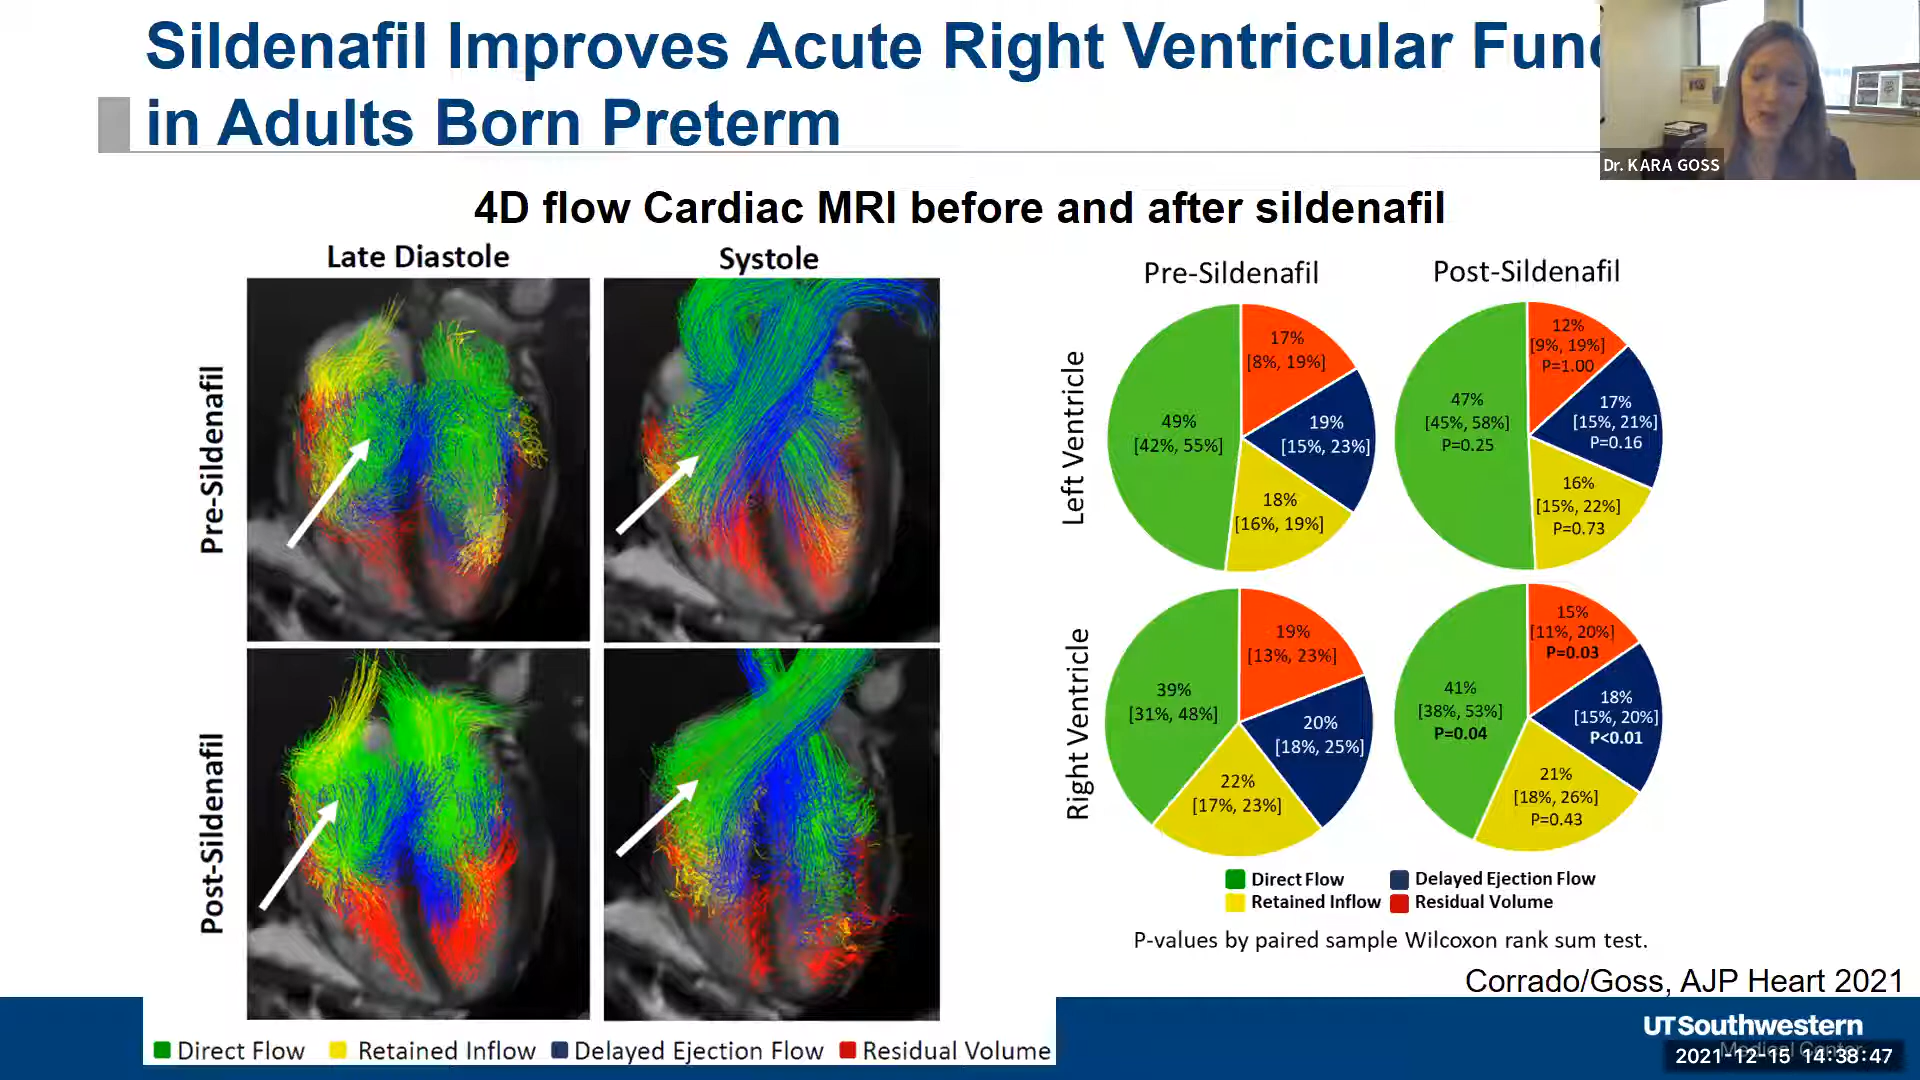 Sildenafil Improves Acute Right Ventricular Func
in Adults Born Preterm
Dr. KARA GOSS
4D flow Cardiac MRI before and after sildenafil
Late Diastole
Systole
Pre-Sildenafil
Post-Sildenafil
Direct Flow
Retained Inflow
Delayed Ejection Flow
Residual Volume
Pre-Sildenafil
Post-Sildenafil
Left Ventricle
17%
[8%, 19%]
19%
[15%, 23%]
18%
[16%, 19%]
49%
[42%, 55%]
12%
[9%, 19%]
P=1.00
17%
[15%, 21%]
P=0.16
16%
[15%, 22%]
P=0.73
47%
[45%, 58%]
P=0.25
Right Ventricle
19%
[13%, 23%]
20%
[18%, 25%]
22%
[17%, 23%]
39%
[31%, 48%]
15%
[11%, 20%]
P=0.03
18%
[15%, 20%]
P<0.01
21%
[18%, 26%]
P=0.43
41%
[38%, 53%]
P=0.04
Direct Flow
Delayed Ejection Flow
Retained Inflow
Residual Volume
P-values by paired sample Wilcoxon rank sum test.
Corrado/Goss, AJP Heart 2021
UTSouthwestern
Medical Center
2021-12-15 14:38:47